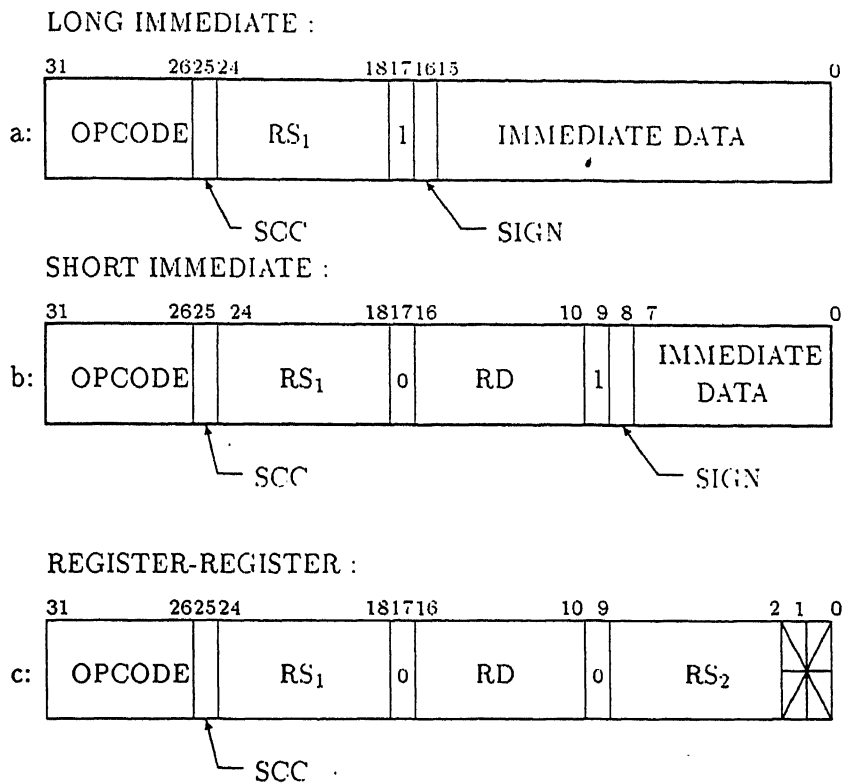 LONG IMMEDIATE :
31 26 25 24 18 17 16 15 0
a: OPCODE RS₁ 1 IMMEDIATE DATA
SCC SIGN
SHORT IMMEDIATE :
31 26 25 24 18 17 16 10 9 8 7 0
b: OPCODE RS₁ 0 RD 1 IMMEDIATE DATA
SCC SIGN
REGISTER-REGISTER :
31 26 25 24 18 17 16 10 9 2 1 0
c: OPCODE RS₁ 0 RD 0 RS₂
SCC